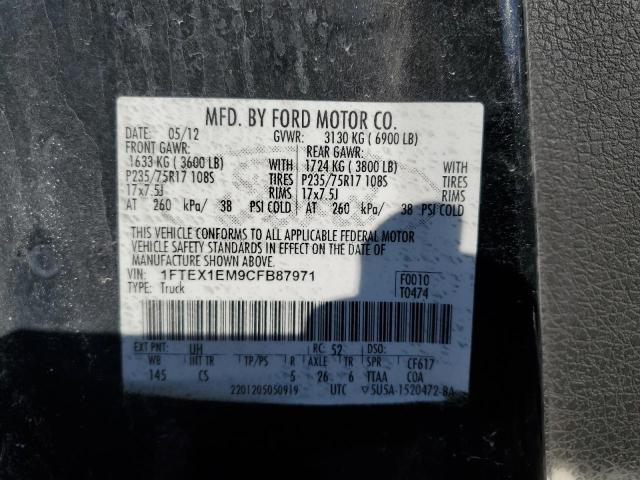 MFD. BY FORD MOTOR CO.
DATE: 05/12 GVWR: 3130 KG ( 6900 LB)
FRONT GAWR: REAR GAWR:
1633 KG ( 3600 LB) WITH 1724 KG ( 3800 LB) WITH
P235/75R17 108S TIRES P235/75R17 108S TIRES
17x7.5J RIMS 17x7.5J RIMS
AT 260 kPa/ 38 PSI COLD AT 260 kPa/ 38 PSI COLD
THIS VEHICLE CONFORMS TO ALL APPLICABLE FEDERAL MOTOR
VEHICLE SAFETY STANDARDS IN EFFECT ON THE DATE OF
MANUFACTURE SHOWN ABOVE.
VIN: 1FTEX1EM9CFB87971 F0010
TYPE: Truck T0474
EXT PNT: UH RC: 52 DSO:
WB INT TR TP/PS R AXLE TR SPR CF617
145 CS 5 26 6 TTAA COA
2201205050919 UTC ▽5U5A-1520472-BA